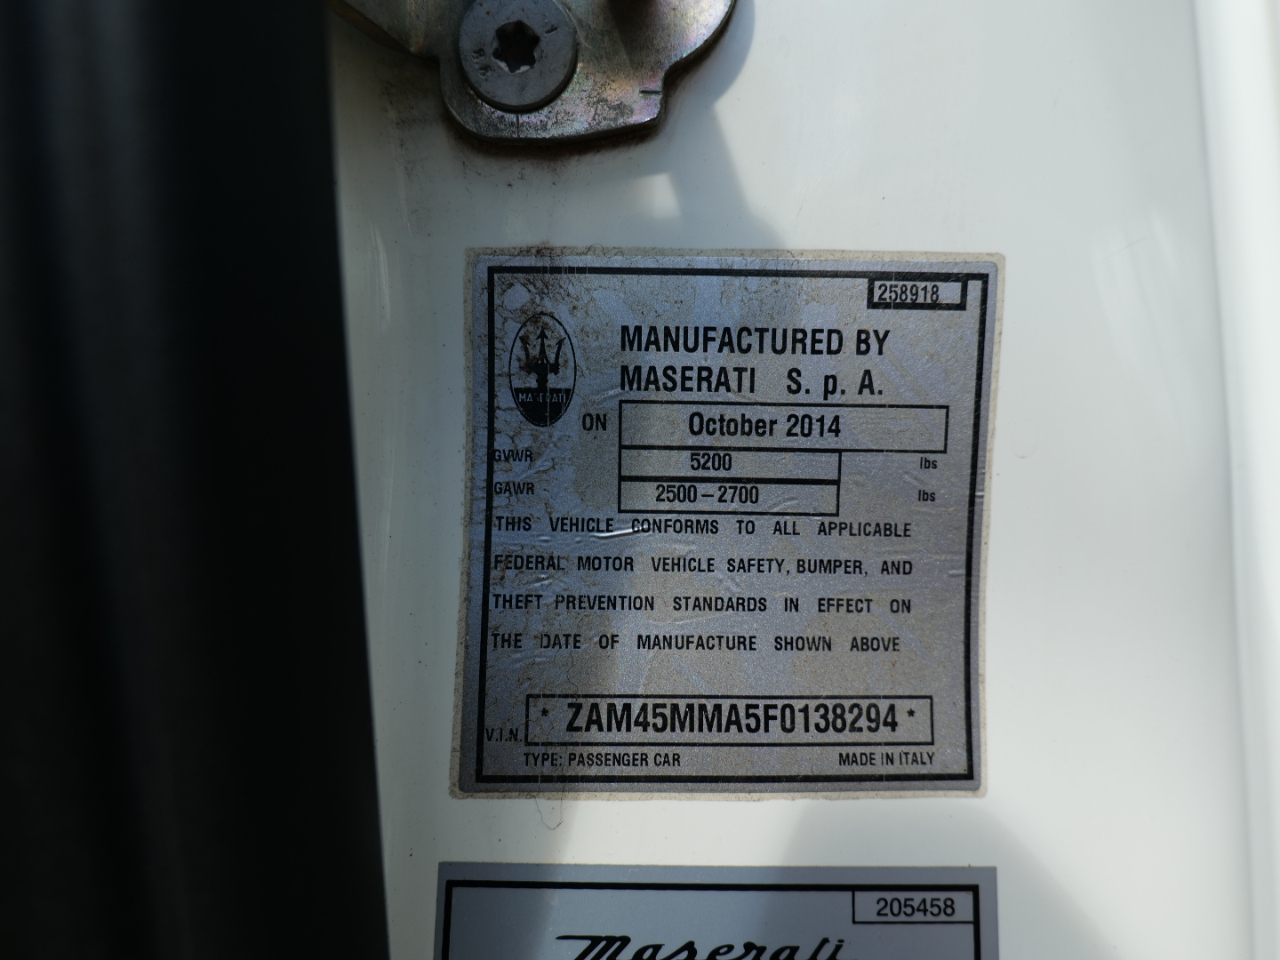 258918
MANUFACTURED BY
MASERATI S. p. A.
MASERATI
ON October 2014
GVWR 5200 lbs
GAWR 2500-2700 lbs
THIS VEHICLE CONFORMS TO ALL APPLICABLE
FEDERAL MOTOR VEHICLE SAFETY, BUMPER, AND
THEFT PREVENTION STANDARDS IN EFFECT ON
THE DATE OF MANUFACTURE SHOWN ABOVE
V.I.N. * ZAM45MMA5F0138294 *
TYPE: PASSENGER CAR MADE IN ITALY
205458
Maserati